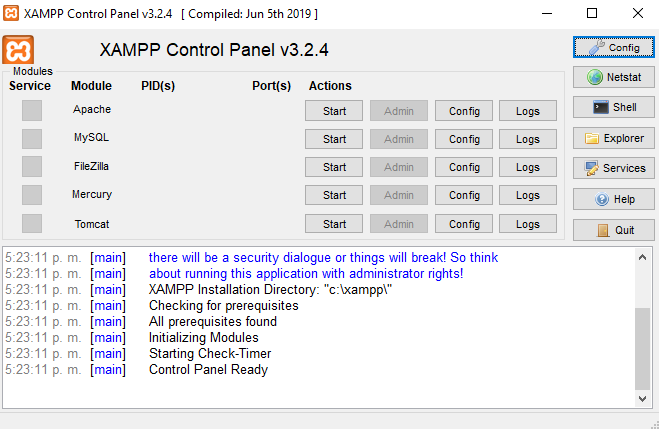 XAMPP Control Panel v3.2.4 [ Compiled: Jun 5th 2019 ]
XAMPP Control Panel v3.2.4
Config
Modules
Service Module PID(s) Port(s) Actions
Netstat
Apache Start Admin Config Logs
Shell
MySQL Start Admin Config Logs
Explorer
FileZilla Start Admin Config Logs
Services
Mercury Start Admin Config Logs
Help
Tomcat Start Admin Config Logs
Quit
5:23:11 p. m. [main] there will be a security dialogue or things will break! So think
5:23:11 p. m. [main] about running this application with administrator rights!
5:23:11 p. m. [main] XAMPP Installation Directory: "c:\xampp\"
5:23:11 p. m. [main] Checking for prerequisites
5:23:11 p. m. [main] All prerequisites found
5:23:11 p. m. [main] Initializing Modules
5:23:11 p. m. [main] Starting Check-Timer
5:23:11 p. m. [main] Control Panel Ready